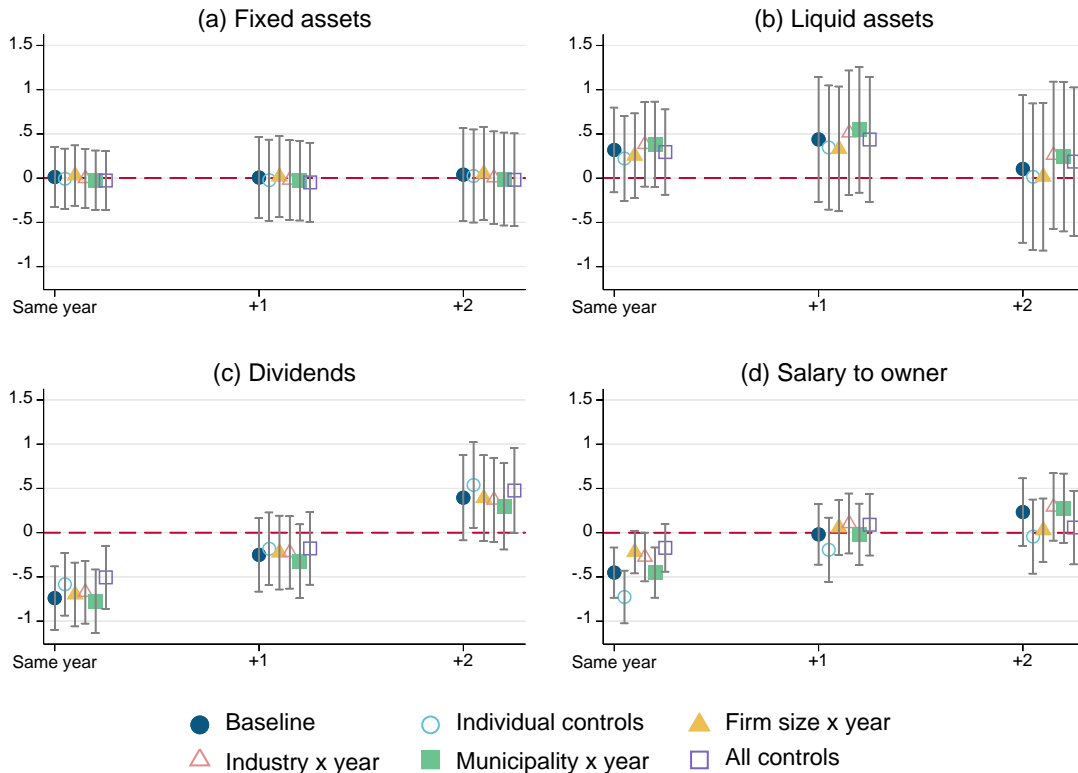 (a) Fixed assets
1.5
1
.5
0
-.5
-1
Same year +1 +2
(b) Liquid assets
1.5
1
.5
0
-.5
-1
Same year +1 +2
(c) Dividends
1.5
1
.5
0
-.5
-1
Same year +1 +2
(d) Salary to owner
1.5
1
.5
0
-.5
-1
Same year +1 +2
Baseline Individual controls Firm size x year
Industry x year Municipality x year All controls